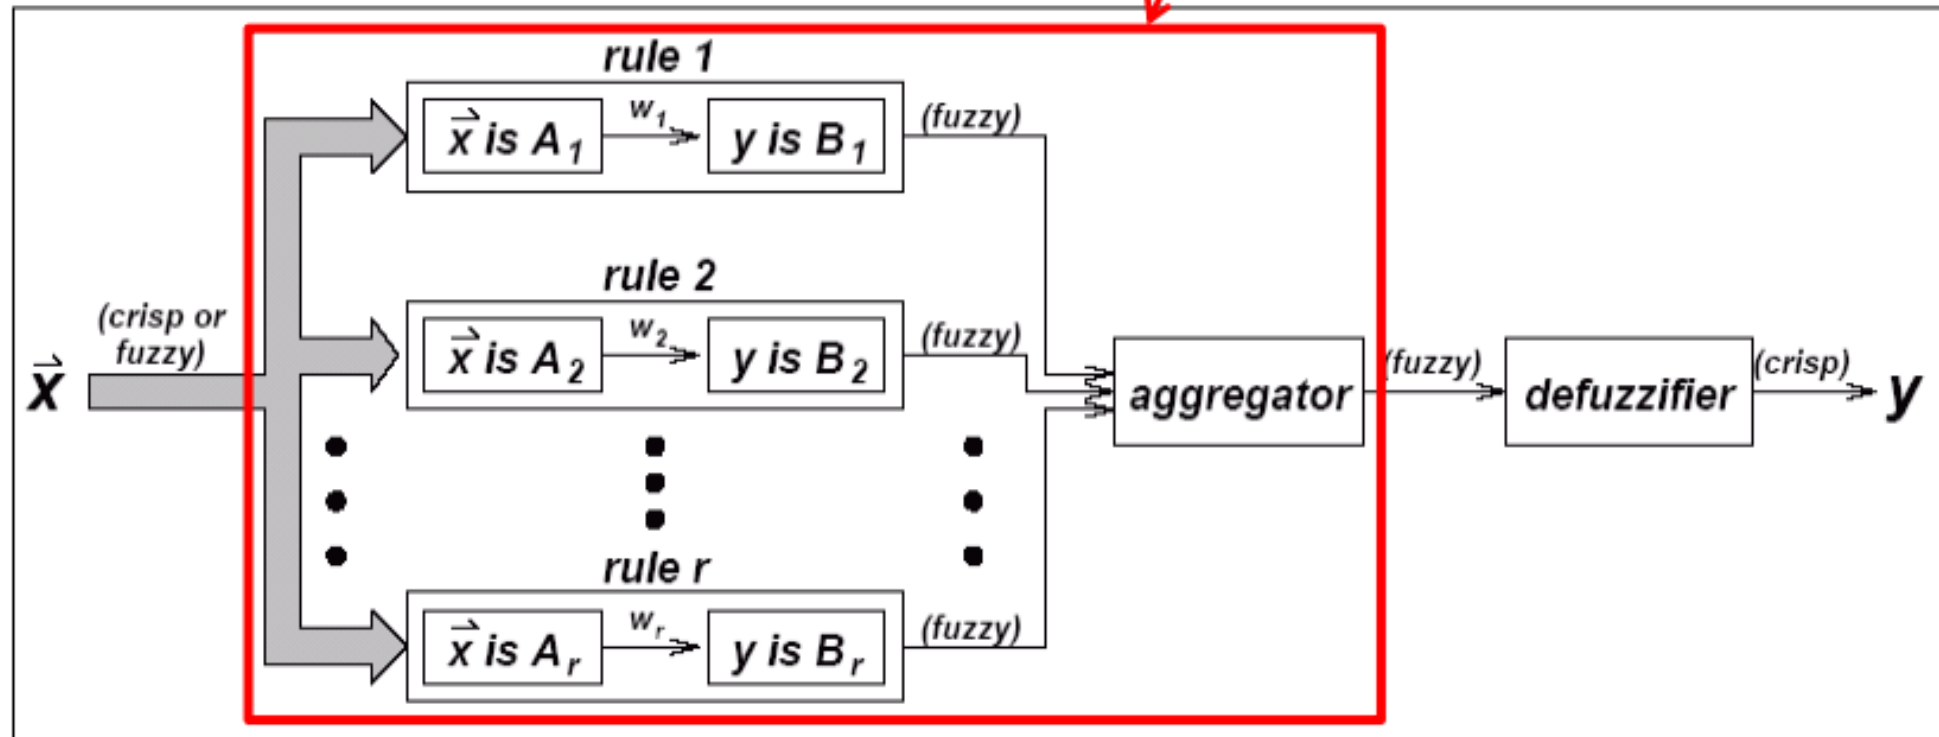 rule 1
x⃗ is A₁
w₁
y is B₁
(fuzzy)
rule 2
(crisp or
fuzzy)
x⃗
x⃗ is A₂
w₂
y is B₂
(fuzzy)
aggregator
(fuzzy)
defuzzifier
(crisp)
y
rule r
x⃗ is Aᵣ
wᵣ
y is Bᵣ
(fuzzy)